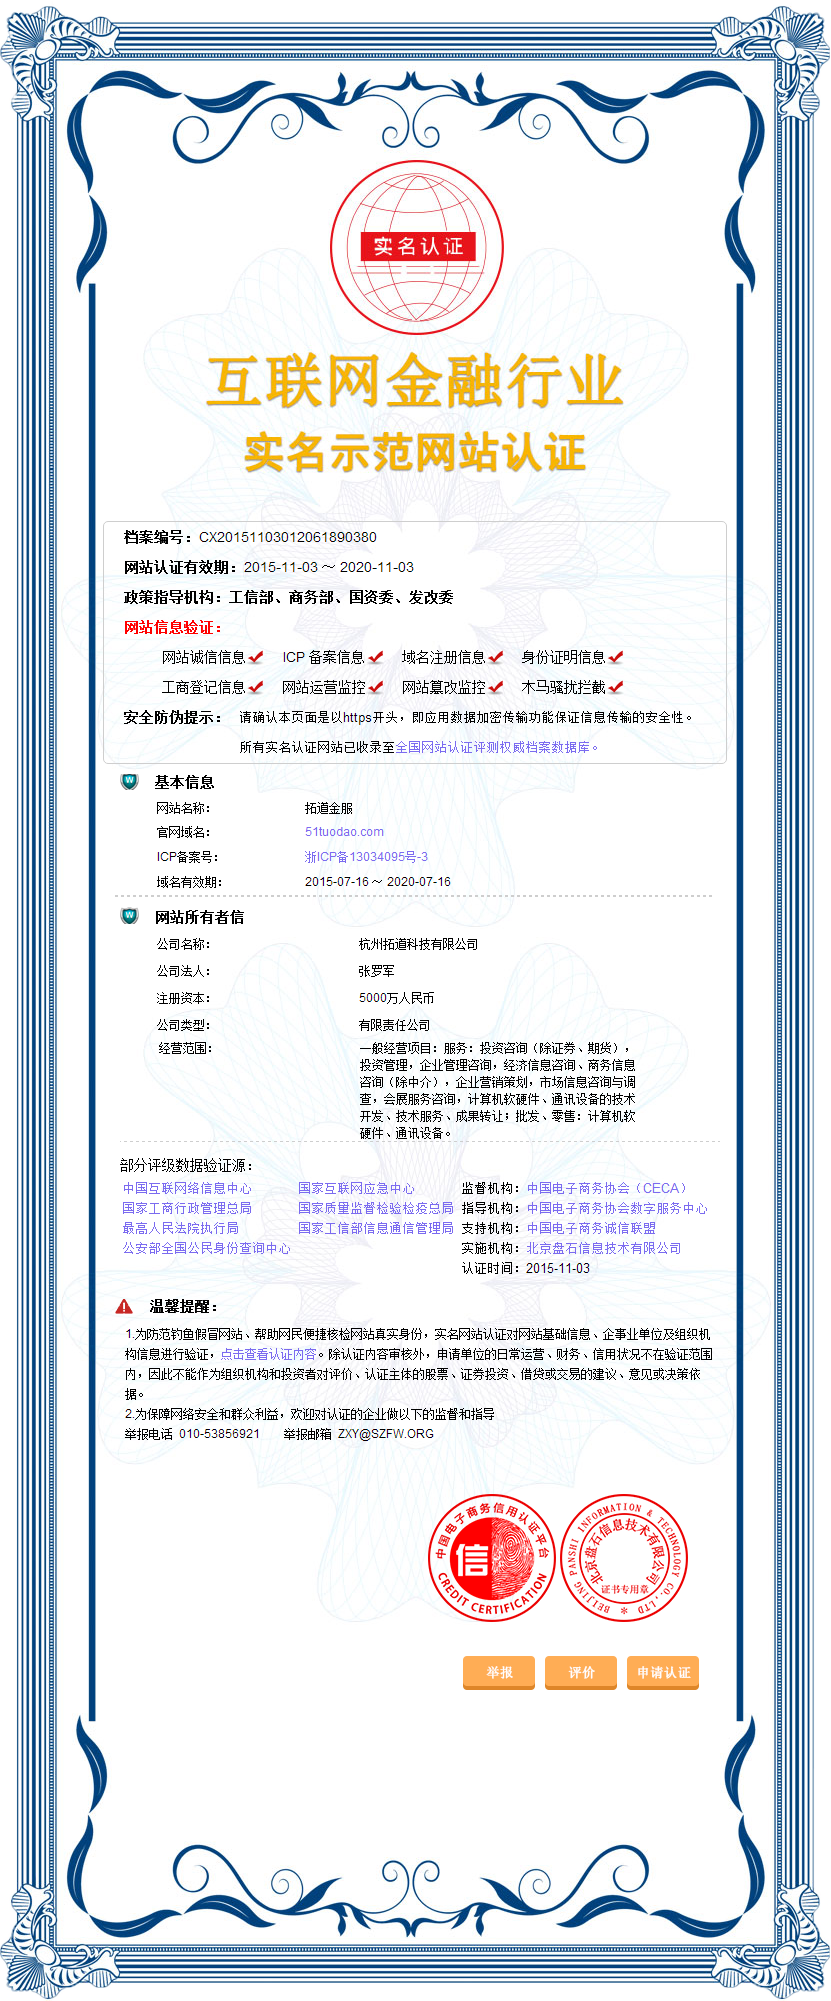 实名认证
互联网金融行业
实名示范网站认证
档案编号：CX20151103012061890380
网站认证有效期：2015-11-03 ～ 2020-11-03
政策指导机构：工信部、商务部、国资委、发改委
网站信息验证：
网站诚信信息 ICP 备案信息 域名注册信息 身份证明信息
工商登记信息 网站运营监控 网站篡改监控 木马骚扰拦截
安全防伪提示： 请确认本页面是以https开头，即应用数据加密传输功能保证信息传输的安全性。
所有实名认证网站已收录至全国网站认证评测权威档案数据库。
基本信息
网站名称： 拓道金服
官网域名： 51tuodao.com
ICP备案号： 浙ICP备13034095号-3
域名有效期： 2015-07-16 ～ 2020-07-16
网站所有者信
公司名称： 杭州拓道科技有限公司
公司法人： 张罗军
注册资本： 5000万人民币
公司类型： 有限责任公司
经营范围： 一般经营项目：服务：投资咨询（除证券、期货），
投资管理，企业管理咨询，经济信息咨询、商务信息
咨询（除中介），企业营销策划，市场信息咨询与调
查，会展服务咨询，计算机软硬件、通讯设备的技术
开发、技术服务、成果转让；批发、零售：计算机软
硬件、通讯设备。
部分评级数据验证源：
中国互联网络信息中心 国家互联网应急中心 监督机构：中国电子商务协会（CECA）
国家工商行政管理总局 国家质量监督检验检疫总局 指导机构：中国电子商务协会数字服务中心
最高人民法院执行局 国家工信部信息通信管理局 支持机构：中国电子商务诚信联盟
公安部全国公民身份查询中心 实施机构：北京盘石信息技术有限公司
认证时间：2015-11-03
温馨提醒：
1.为防范钓鱼假冒网站、帮助网民便捷核检网站真实身份，实名网站认证对网站基础信息、企事业单位及组织机
构信息进行验证，点击查看认证内容。除认证内容审核外，申请单位的日常运营、财务、信用状况不在验证范围
内，因此不能作为组织机构和投资者对评价、认证主体的股票、证券投资、借贷或交易的建议、意见或决策依
据。
2.为保障网络安全和群众利益，欢迎对认证的企业做以下的监督和指导
举报电话 010-53856921 举报邮箱 ZXY@SZFW.ORG
中国电子商务信用认证平台
信
CREDIT CERTIFICATION
BEIJING PANSHI INFORMATION & TECHNOLOGY CO.,LTD
北京盘石信息技术有限公司
证书专用章
举报 评价 申请认证